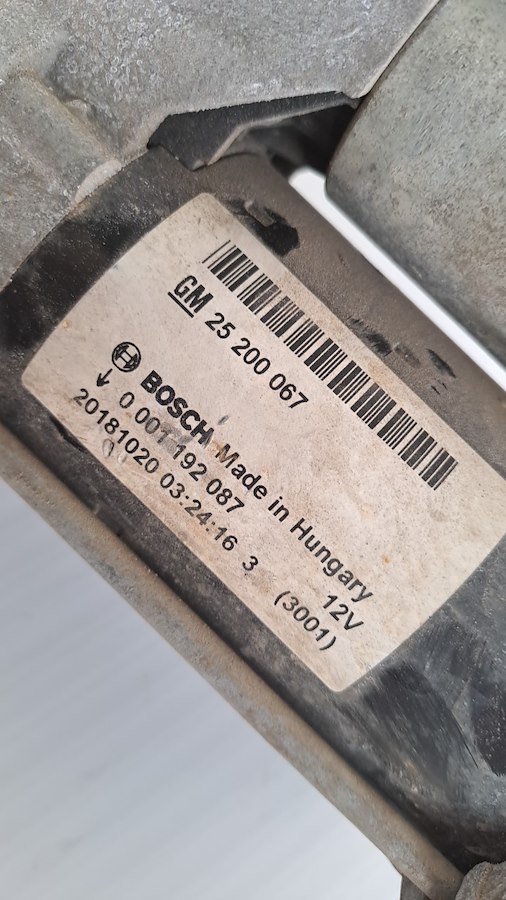 GM 25 200 067
BOSCH Made in Hungary
0 001 192 087 12V
20181020 03:24:16 3 (3001)